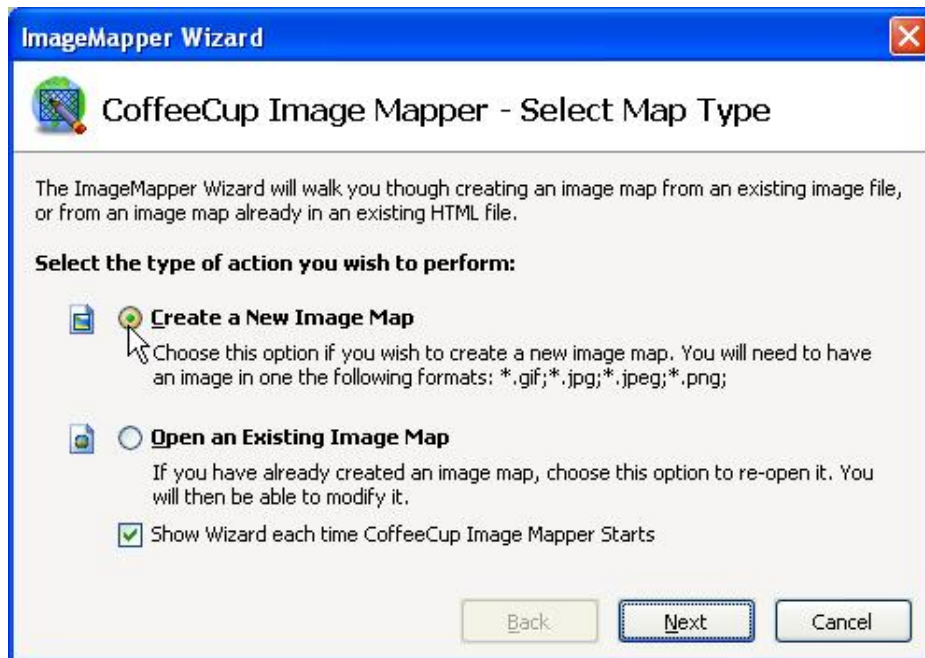 ImageMapper Wizard
CoffeeCup Image Mapper - Select Map Type
The ImageMapper Wizard will walk you though creating an image map from an existing image file,
or from an image map already in an existing HTML file.
Select the type of action you wish to perform:
Create a New Image Map
Choose this option if you wish to create a new image map. You will need to have
an image in one the following formats: *.gif;*.jpg;*.jpeg;*.png;
Open an Existing Image Map
If you have already created an image map, choose this option to re-open it. You
will then be able to modify it.
Show Wizard each time CoffeeCup Image Mapper Starts
Back Next Cancel